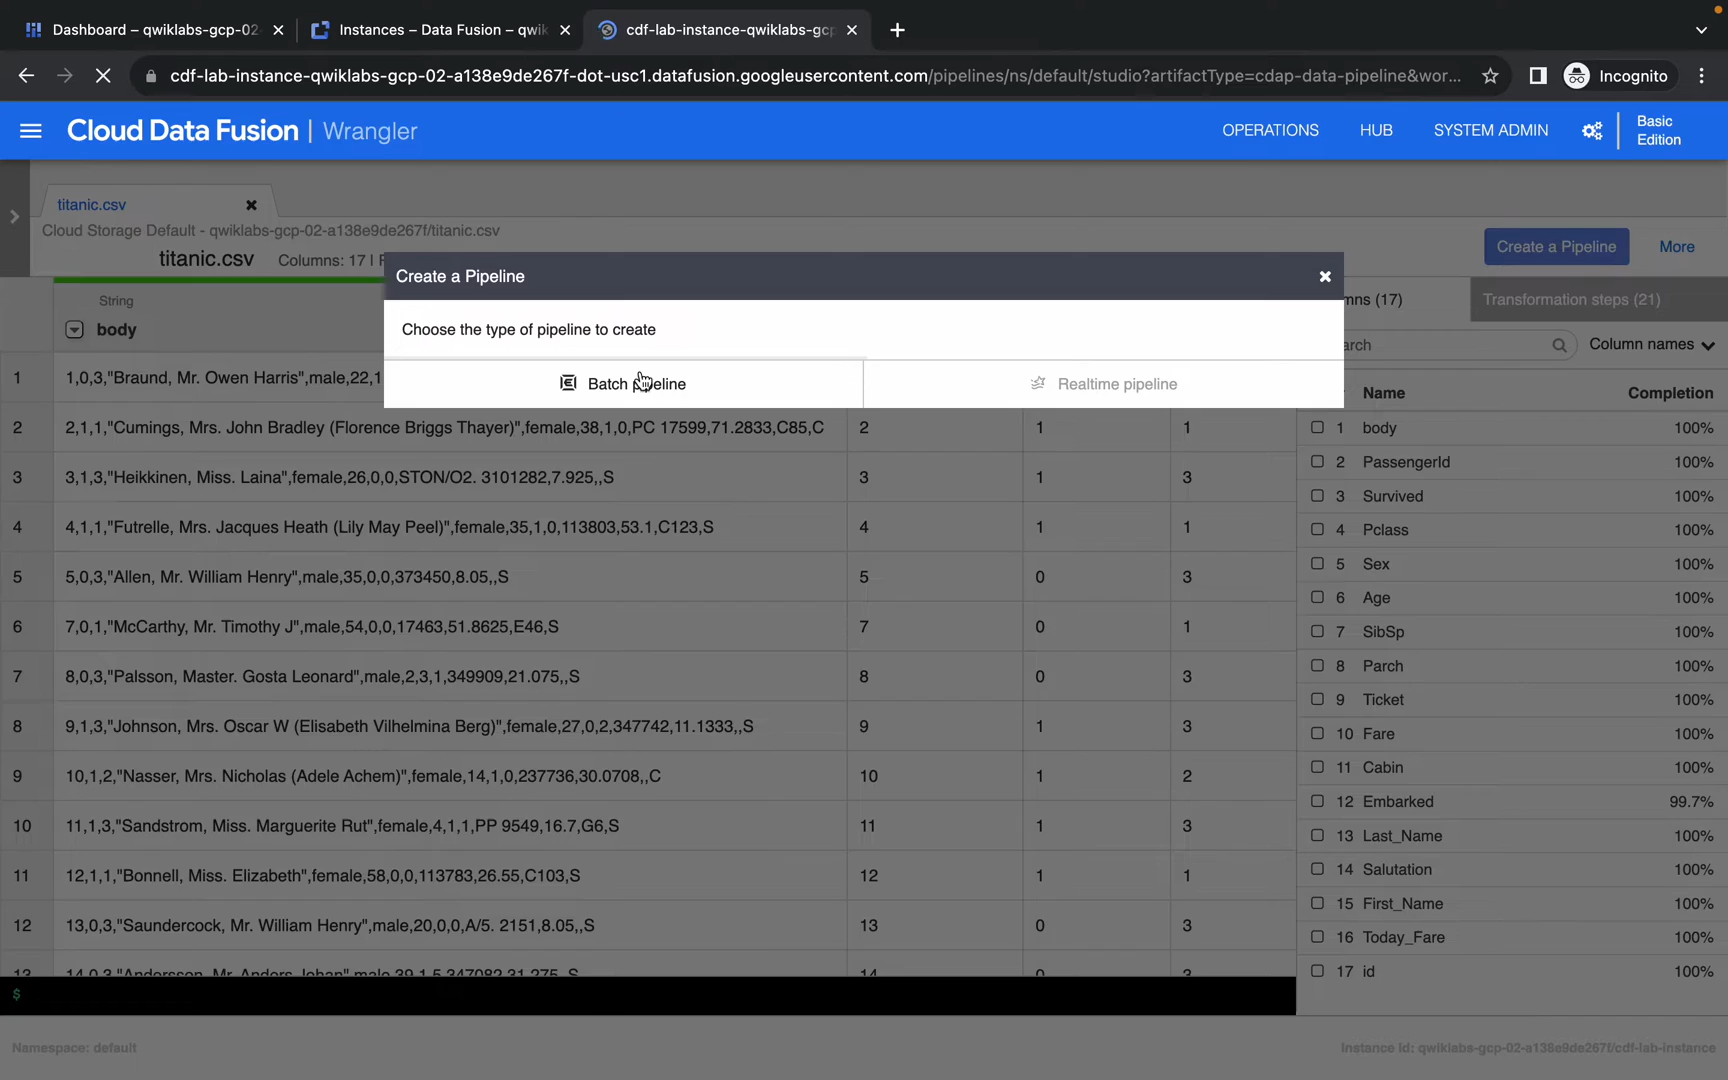 Dashboard – qwiklabs-gcp-02
Instances – Data Fusion – qwik
cdf-lab-instance-qwiklabs-gcp
cdf-lab-instance-qwiklabs-gcp-02-a138e9de267f-dot-usc1.datafusion.googleusercontent.com/pipelines/ns/default/studio?artifactType=cdap-data-pipeline&wor...
Incognito
Cloud Data Fusion | Wrangler
OPERATIONS
HUB
SYSTEM ADMIN
Basic
Edition
titanic.csv
Cloud Storage Default - qwiklabs-gcp-02-a138e9de267f/titanic.csv
titanic.csv
Columns: 17 |
Create a Pipeline
More
Create a Pipeline
Choose the type of pipeline to create
Batch pipeline
Realtime pipeline
(17)
Transformation steps (21)
Column names
String
body
Name
Completion
1 1,0,3,"Braund, Mr. Owen Harris",male,22,1
2 2,1,1,"Cumings, Mrs. John Bradley (Florence Briggs Thayer)",female,38,1,0,PC 17599,71.2833,C85,C 2 1 1
3 3,1,3,"Heikkinen, Miss. Laina",female,26,0,0,STON/O2. 3101282,7.925,,S 3 1 3
4 4,1,1,"Futrelle, Mrs. Jacques Heath (Lily May Peel)",female,35,1,0,113803,53.1,C123,S 4 1 1
5 5,0,3,"Allen, Mr. William Henry",male,35,0,0,373450,8.05,,S 5 0 3
6 7,0,1,"McCarthy, Mr. Timothy J",male,54,0,0,17463,51.8625,E46,S 7 0 1
7 8,0,3,"Palsson, Master. Gosta Leonard",male,2,3,1,349909,21.075,,S 8 0 3
8 9,1,3,"Johnson, Mrs. Oscar W (Elisabeth Vilhelmina Berg)",female,27,0,2,347742,11.1333,,S 9 1 3
9 10,1,2,"Nasser, Mrs. Nicholas (Adele Achem)",female,14,1,0,237736,30.0708,,C 10 1 2
10 11,1,3,"Sandstrom, Miss. Marguerite Rut",female,4,1,1,PP 9549,16.7,G6,S 11 1 3
11 12,1,1,"Bonnell, Miss. Elizabeth",female,58,0,0,113783,26.55,C103,S 12 1 1
12 13,0,3,"Saundercock, Mr. William Henry",male,20,0,0,A/5. 2151,8.05,,S 13 0 3
13 14,0,3,"Andersson, Mr. Anders Johan",male,39,1,5,347082,31.275,,S 14 0 3
1 body 100%
2 PassengerId 100%
3 Survived 100%
4 Pclass 100%
5 Sex 100%
6 Age 100%
7 SibSp 100%
8 Parch 100%
9 Ticket 100%
10 Fare 100%
11 Cabin 100%
12 Embarked 99.7%
13 Last_Name 100%
14 Salutation 100%
15 First_Name 100%
16 Today_Fare 100%
17 id 100%
$
Namespace: default
Instance Id: qwiklabs-gcp-02-a138e9de267f/cdf-lab-instance